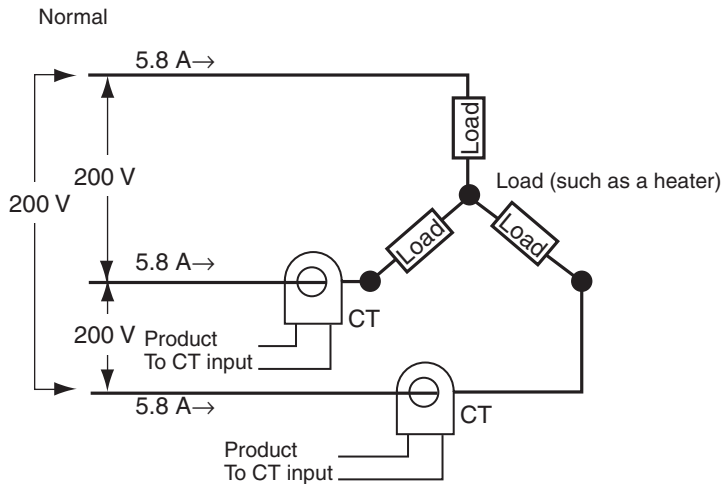 Normal
5.8 A→
Load
200 V
Load (such as a heater)
200 V
Load
Load
5.8 A→
CT
200 V
Product
To CT input
5.8 A→
CT
Product
To CT input